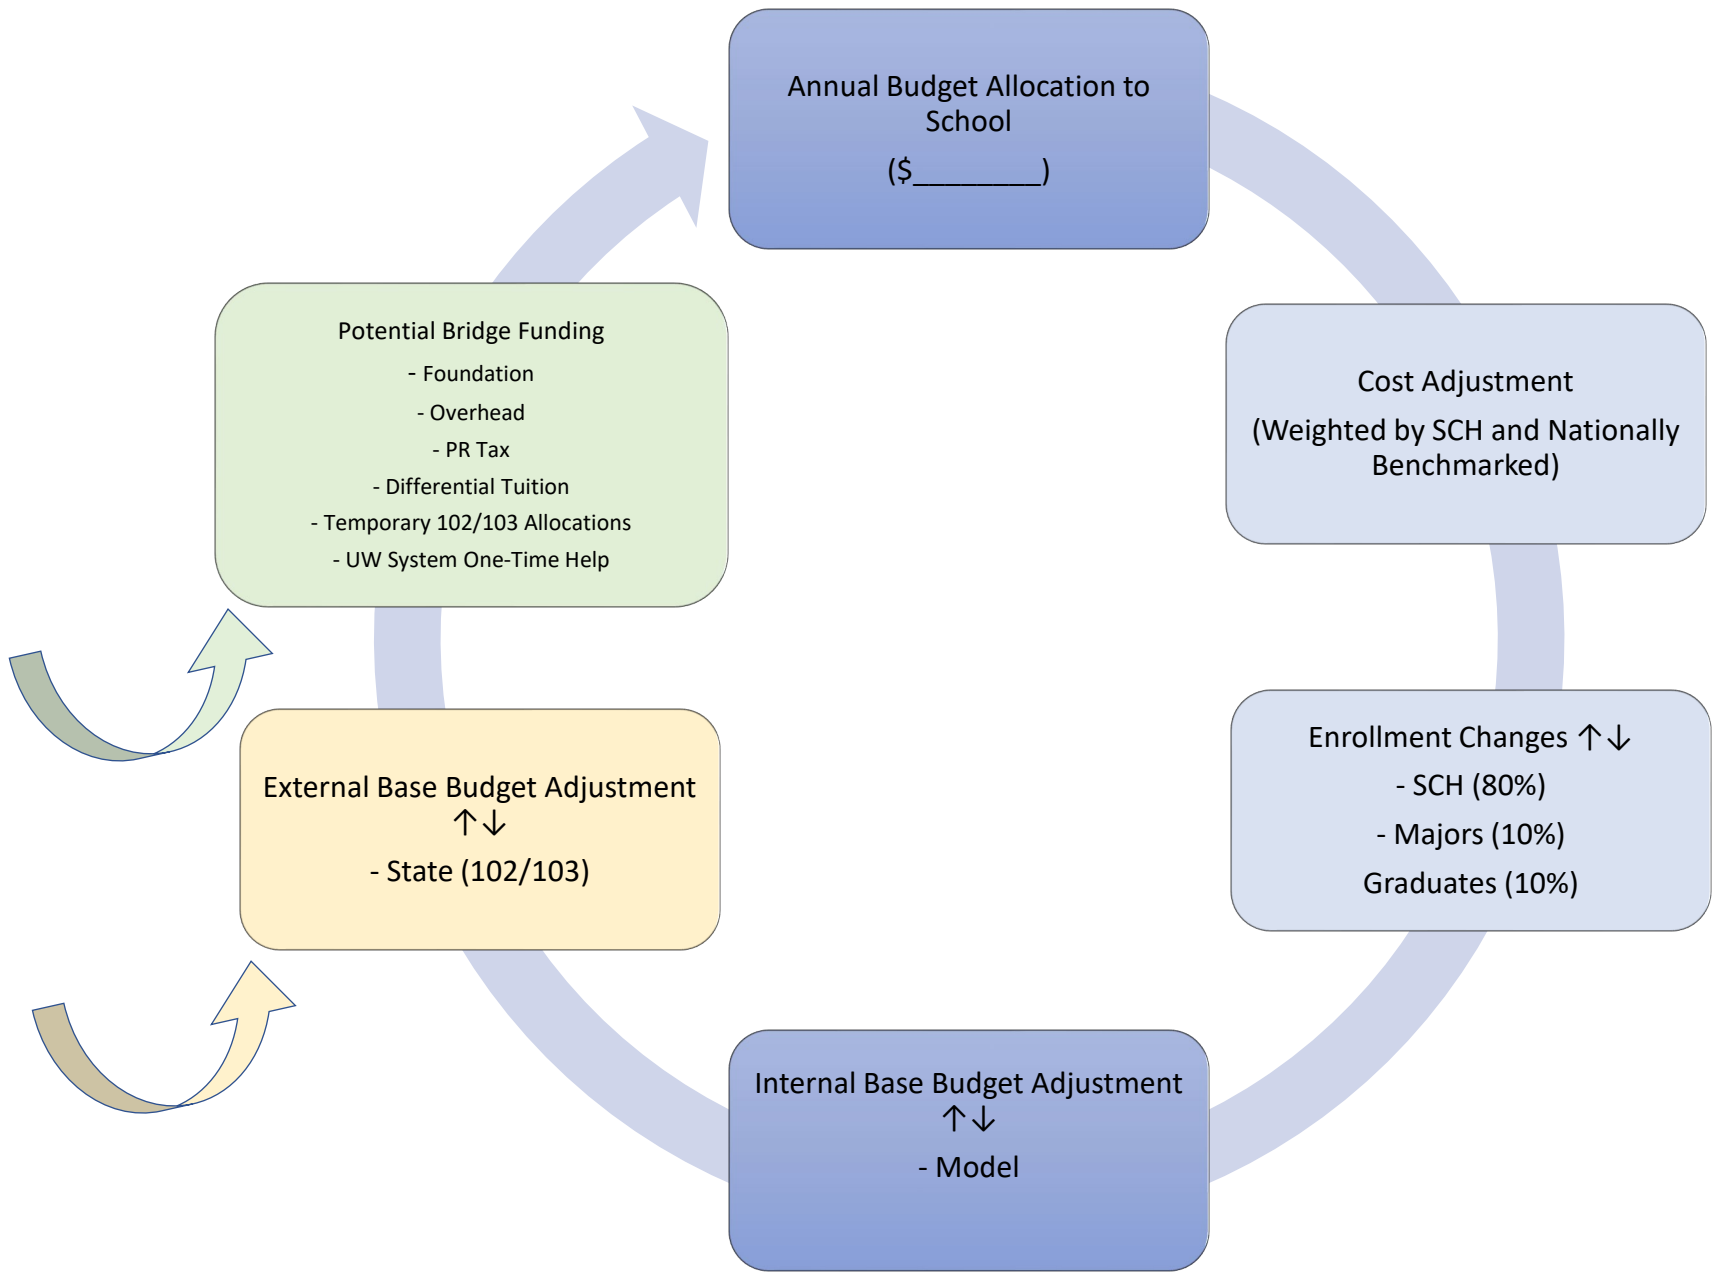 Annual Budget Allocation to
School
($________)
Cost Adjustment
(Weighted by SCH and Nationally
Benchmarked)
Enrollment Changes ↑↓
- SCH (80%)
- Majors (10%)
Graduates (10%)
Internal Base Budget Adjustment
↑↓
- Model
External Base Budget Adjustment
↑↓
- State (102/103)
Potential Bridge Funding
- Foundation
- Overhead
- PR Tax
- Differential Tuition
- Temporary 102/103 Allocations
- UW System One-Time Help